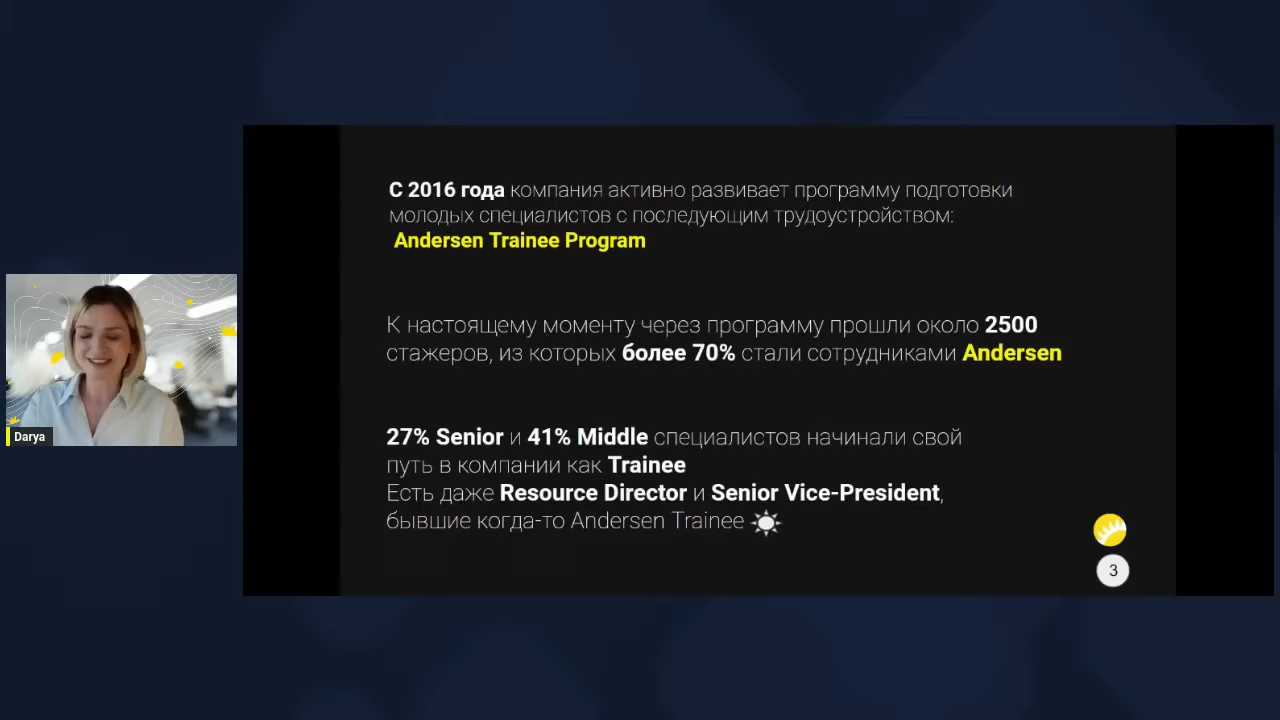 С 2016 года компания активно развивает программу подготовки
молодых специалистов с последующим трудоустройством:
Andersen Trainee Program
К настоящему моменту через программу прошли около 2500
стажеров, из которых более 70% стали сотрудниками Andersen
27% Senior и 41% Middle специалистов начинали свой
путь в компании как Trainee
Есть даже Resource Director и Senior Vice-President,
бывшие когда-то Andersen Trainee
Darya
3